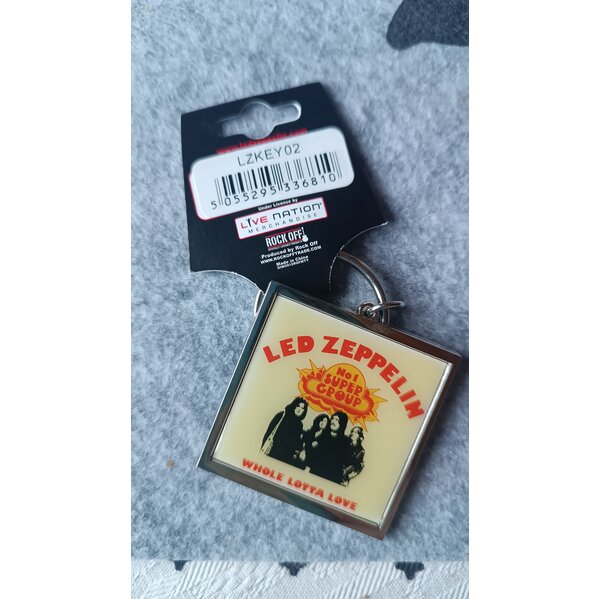 LZKEY02
5 055295 336810
Under License by
LIVE NATION®
MERCHANDISE
ROCK OFF!
Produced by Rock Off
WWW.ROCKOFFTRADE.COM
Made in China
LED ZEPPELIN
No 1
SUPER
GROUP
WHOLE LOTTA LOVE